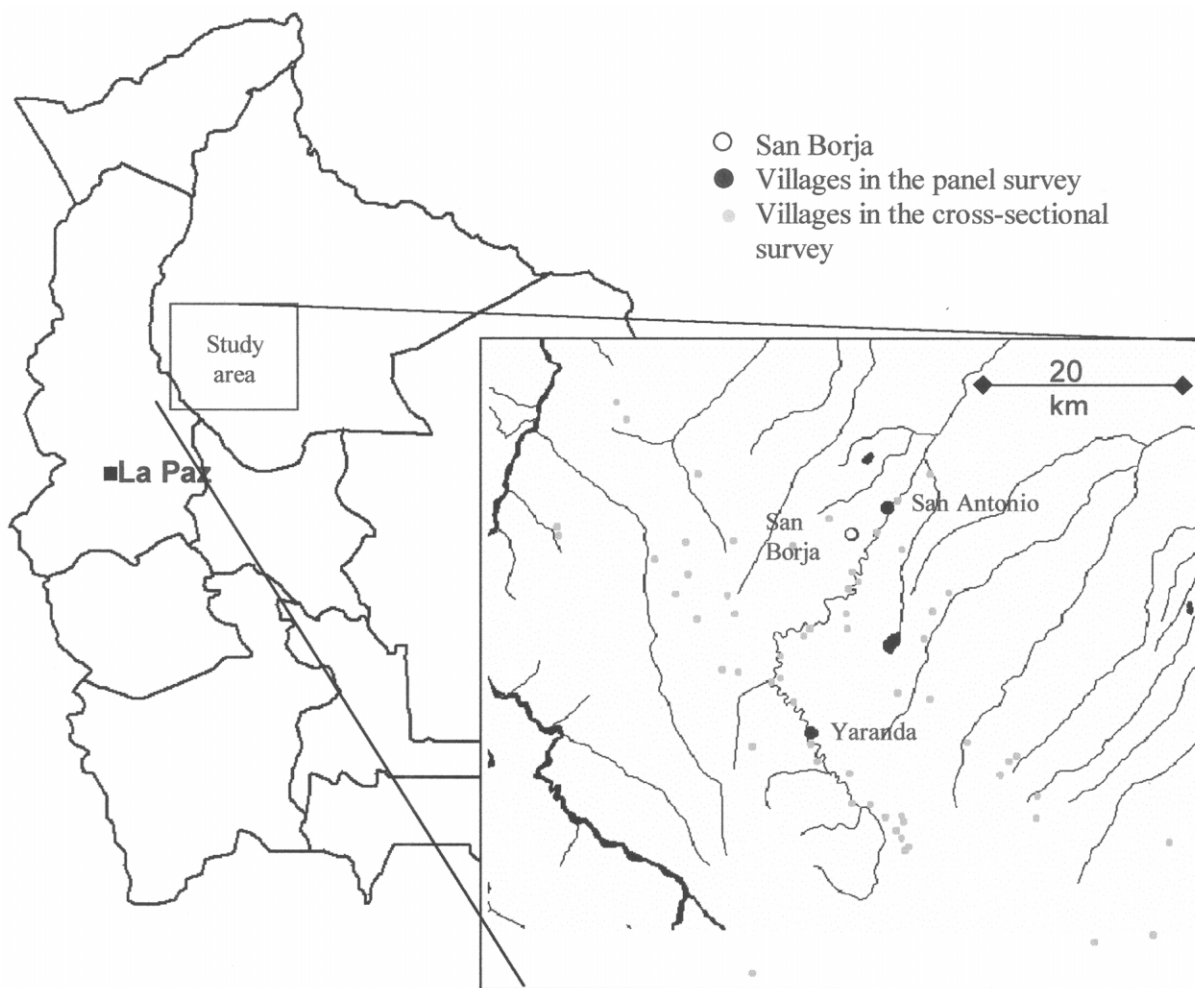 San Borja
Villages in the panel survey
Villages in the cross-sectional
survey
Study
area
La Paz
20
km
San Antonio
San
Borja
Yaranda